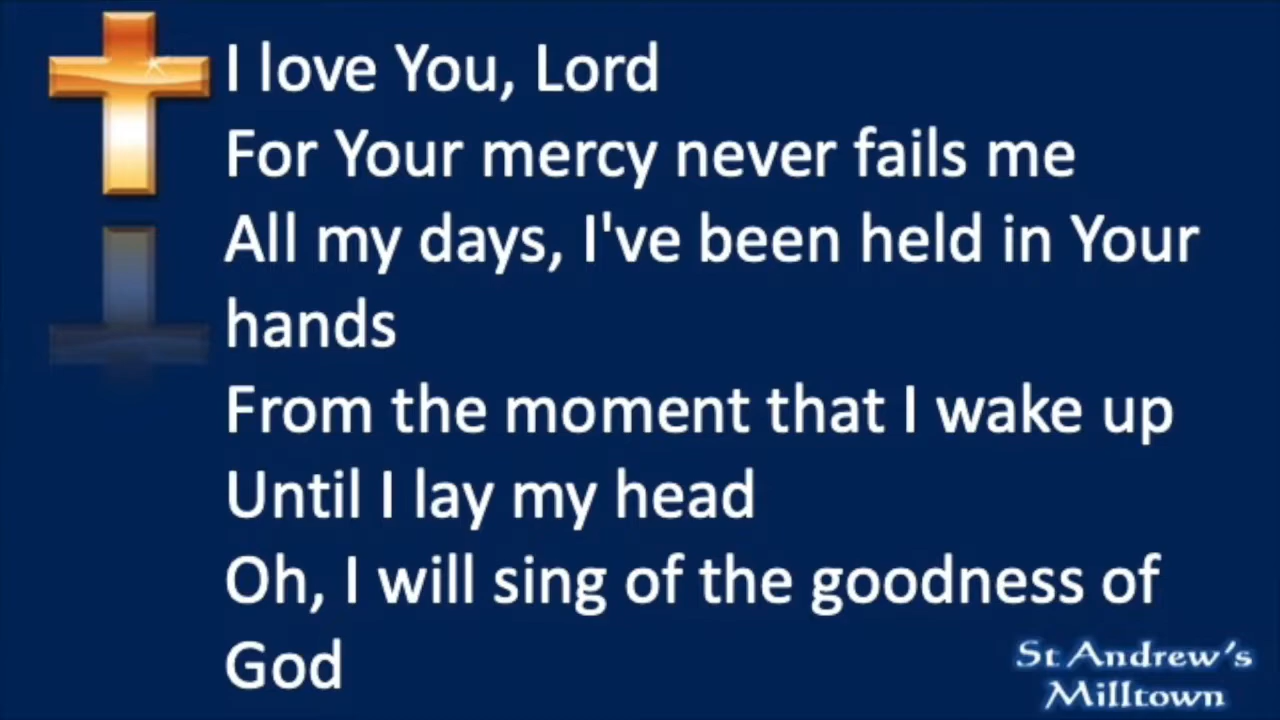 I love You, Lord
For Your mercy never fails me
All my days, I've been held in Your
hands
From the moment that I wake up
Until I lay my head
Oh, I will sing of the goodness of
God
St Andrew's
Milltown